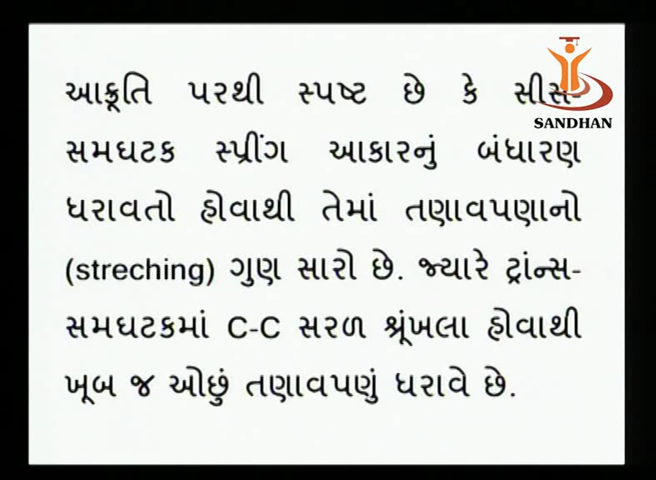 SANDHAN
આકૃતિ પરથી સ્પષ્ટ છે કે સીસ-
સમઘટક સ્પ્રીંગ આકારનું બંધારણ
ધરાવતો હોવાથી તેમાં તણાવપણાનો
(streching) ગુણ સારો છે. જ્યારે ટ્રાંન્સ-
સમઘટકમાં C-C સરળ શ્રૃંખલા હોવાથી
ખૂબ જ ઓછું તણાવપણું ધરાવે છે.